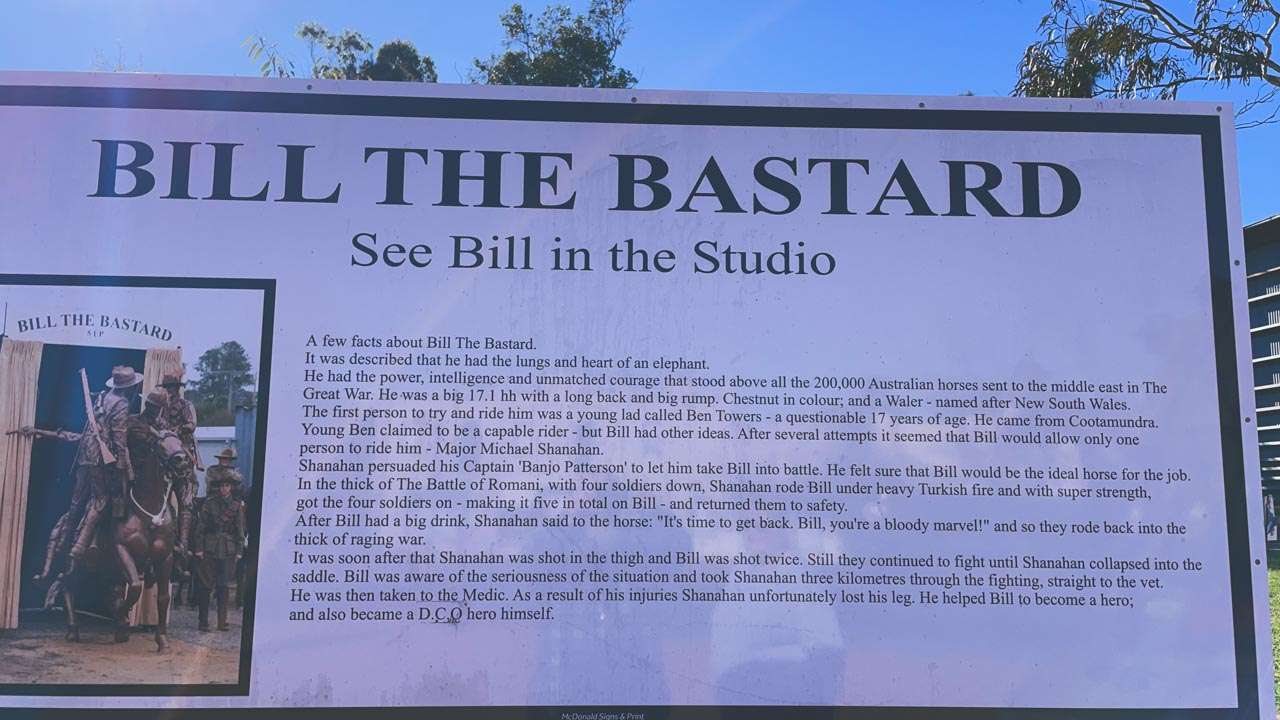 BILL THE BASTARD
See Bill in the Studio
BILL THE BASTARD
A few facts about Bill The Bastard.
It was described that he had the lungs and heart of an elephant.
He had the power, intelligence and unmatched courage that stood above all the 200,000 Australian horses sent to the middle east in The
Great War. He was a big 17.1 hh with a long back and big rump. Chestnut in colour; and a Waler - named after New South Wales.
The first person to try and ride him was a young lad called Ben Towers - a questionable 17 years of age. He came from Cootamundra.
Young Ben claimed to be a capable rider - but Bill had other ideas. After several attempts it seemed that Bill would allow only one
person to ride him - Major Michael Shanahan.
Shanahan persuaded his Captain 'Banjo Patterson' to let him take Bill into battle. He felt sure that Bill would be the ideal horse for the job.
In the thick of The Battle of Romani, with four soldiers down, Shanahan rode Bill under heavy Turkish fire and with super strength,
got the four soldiers on - making it five in total on Bill - and returned them to safety.
After Bill had a big drink, Shanahan said to the horse: "It's time to get back. Bill, you're a bloody marvel!" and so they rode back into the
thick of raging war.
It was soon after that Shanahan was shot in the thigh and Bill was shot twice. Still they continued to fight until Shanahan collapsed into the
saddle. Bill was aware of the seriousness of the situation and took Shanahan three kilometres through the fighting, straight to the vet.
He was then taken to the Medic. As a result of his injuries Shanahan unfortunately lost his leg. He helped Bill to become a hero;
and also became a D.C.O hero himself.
McDonald Signs & Print